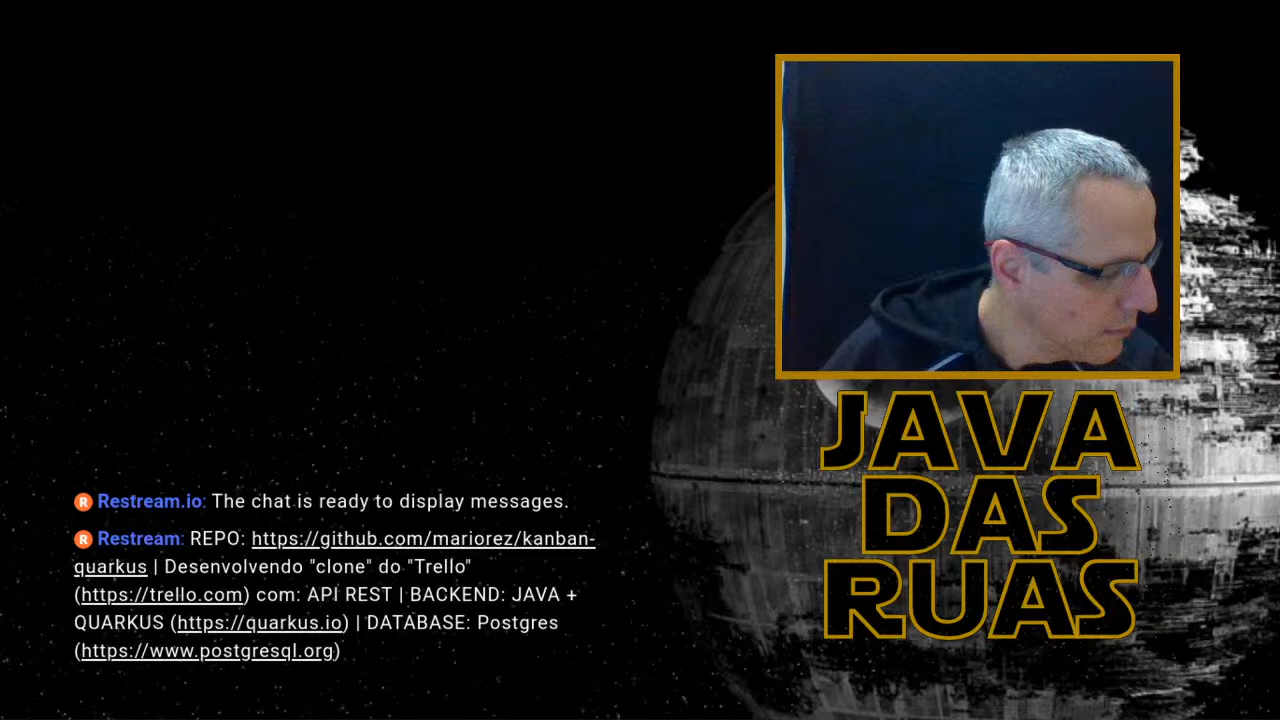 JAVA
DAS
RUAS
Restream.io: The chat is ready to display messages.
Restream: REPO: https://github.com/mariorez/kanban-
quarkus | Desenvolvendo "clone" do "Trello"
(https://trello.com) com: API REST | BACKEND: JAVA +
QUARKUS (https://quarkus.io) | DATABASE: Postgres
(https://www.postgresql.org)